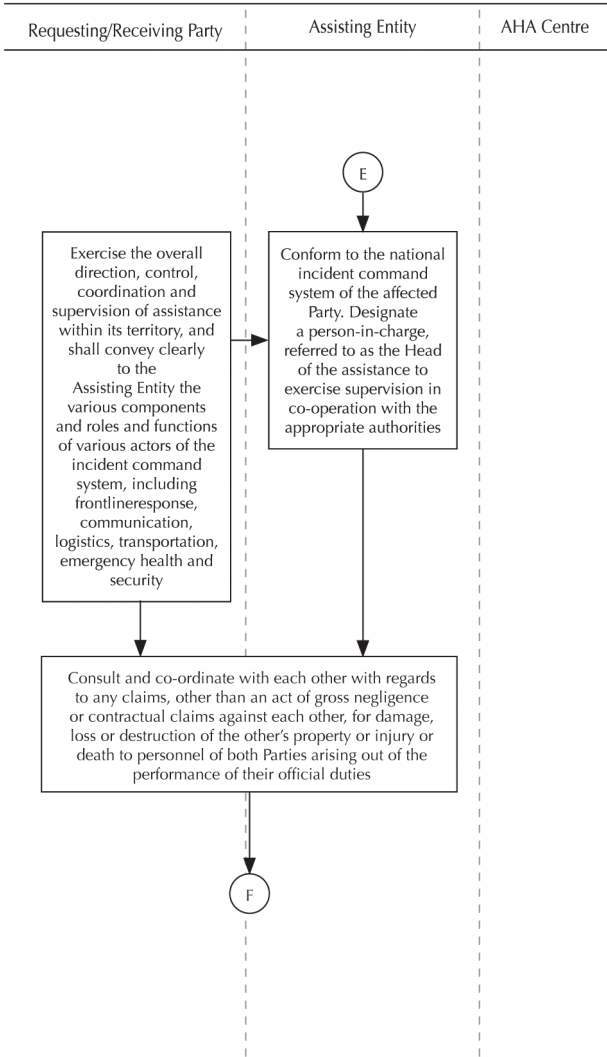 Requesting/Receiving Party
Assisting Entity
AHA Centre
E
Exercise the overall
direction, control,
coordination and
supervision of assistance
within its territory, and
shall convey clearly
to the
Assisting Entity the
various components
and roles and functions
of various actors of the
incident command
system, including
frontlineresponse,
communication,
logistics, transportation,
emergency health and
security
Conform to the national
incident command
system of the affected
Party. Designate
a person-in-charge,
referred to as the Head
of the assistance to
exercise supervision in
co-operation with the
appropriate authorities
Consult and co-ordinate with each other with regards
to any claims, other than an act of gross negligence
or contractual claims against each other, for damage,
loss or destruction of the other's property or injury or
death to personnel of both Parties arising out of the
performance of their official duties
F